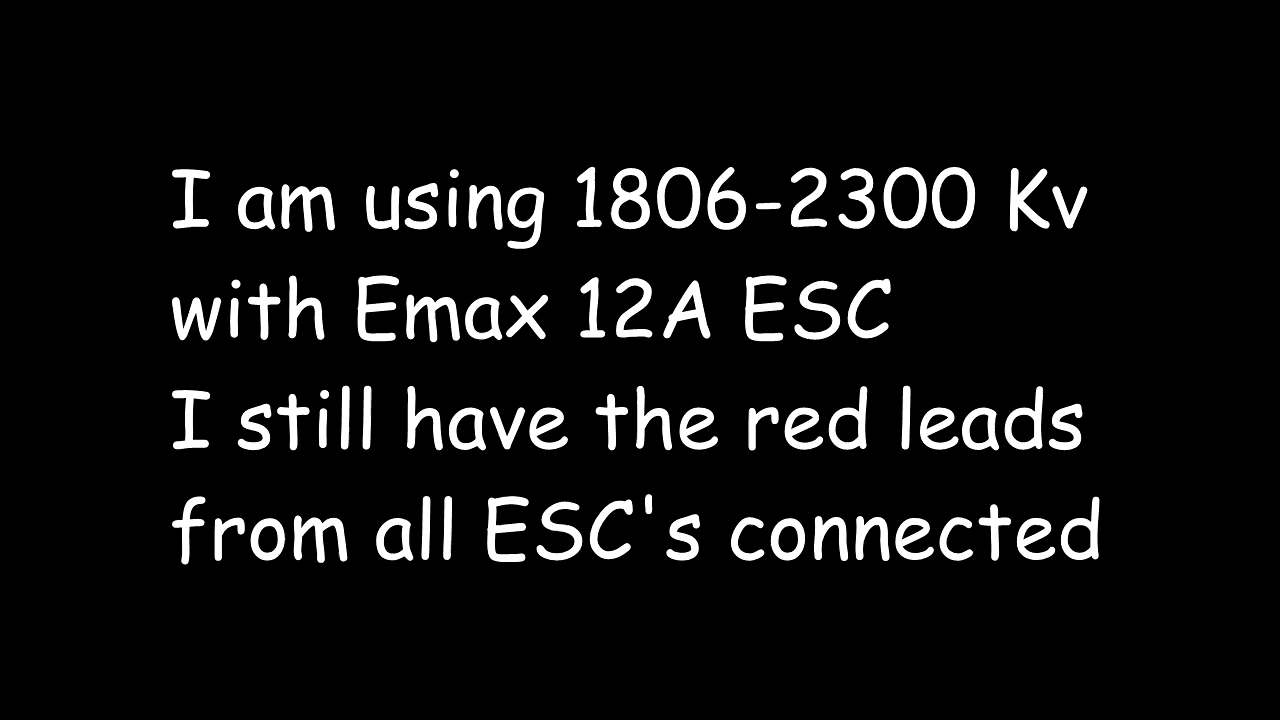 I am using 1806-2300 Kv
with Emax 12A ESC
I still have the red leads
from all ESC's connected